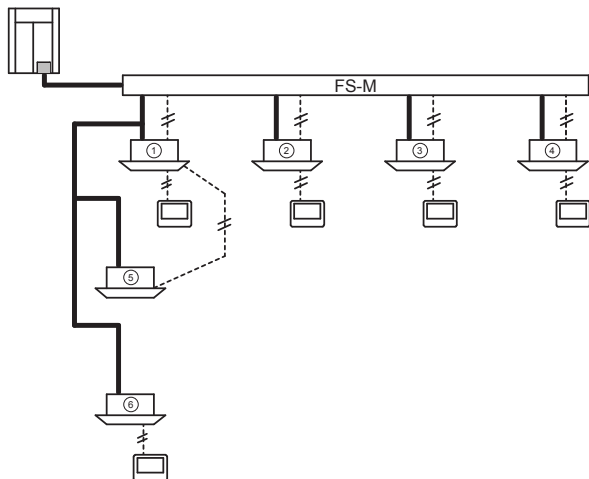 FS-M
① ② ③ ④
⑤
⑥